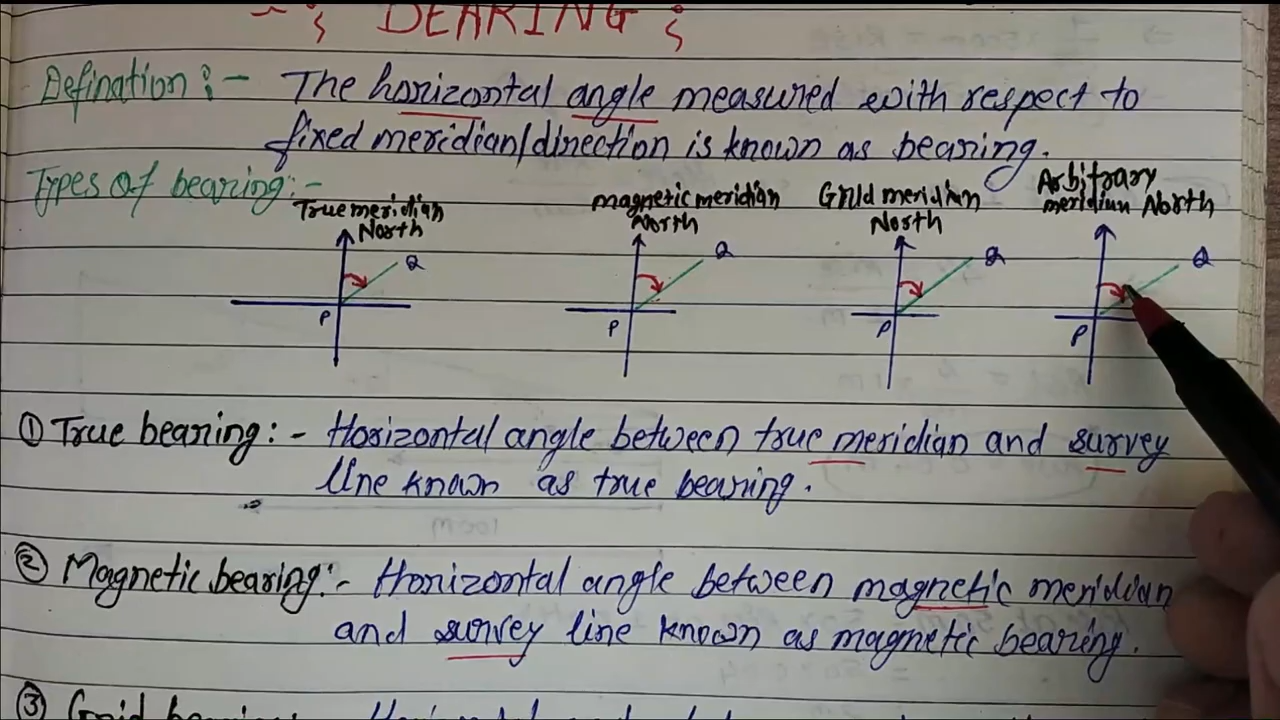 ~ ; BEARING ;
Defination :- The horizontal angle measured with respect to
fixed meridian/direction is known as bearing.
Types of bearing:-
True meridian
North
magnetic meridian
North
Grid meridian
North
Arbitrary
meridian North
Q
Q
Q
Q
P
P
P
P
① True bearing :- Horizontal angle between true meridian and survey
line known as true bearing.
② Magnetic bearing:- Horizontal angle between magnetic meridian
and survey line known as magnetic bearing.
③ Grid bearing: